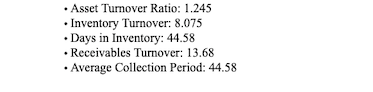 • Asset Turnover Ratio: 1.245
• Inventory Turnover: 8.075
• Days in Inventory: 44.58
• Receivables Turnover: 13.68
• Average Collection Period: 44.58